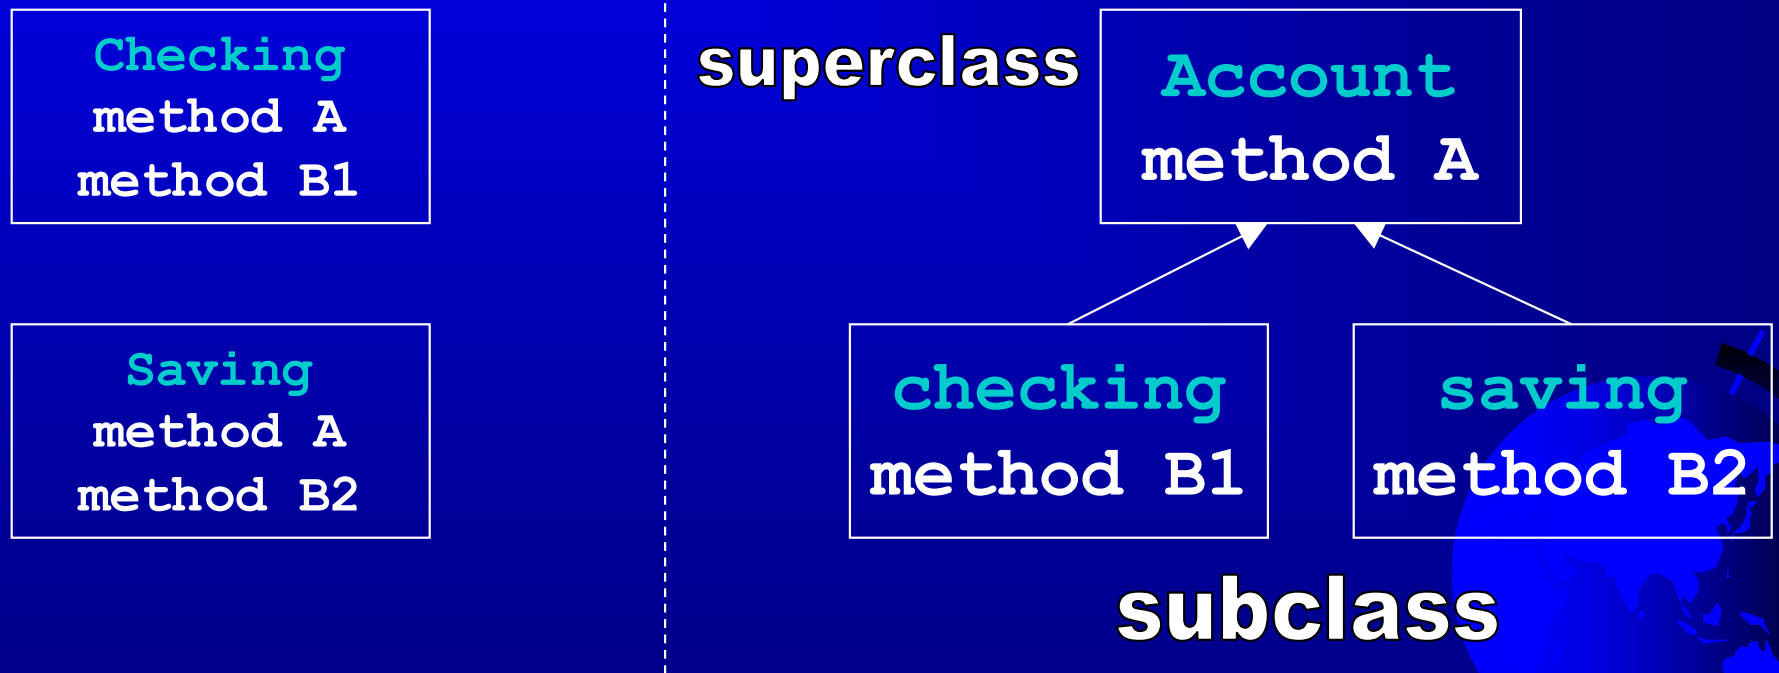 Checking
method A
method B1
Saving
method A
method B2
superclass
Account
method A
checking
method B1
saving
method B2
subclass